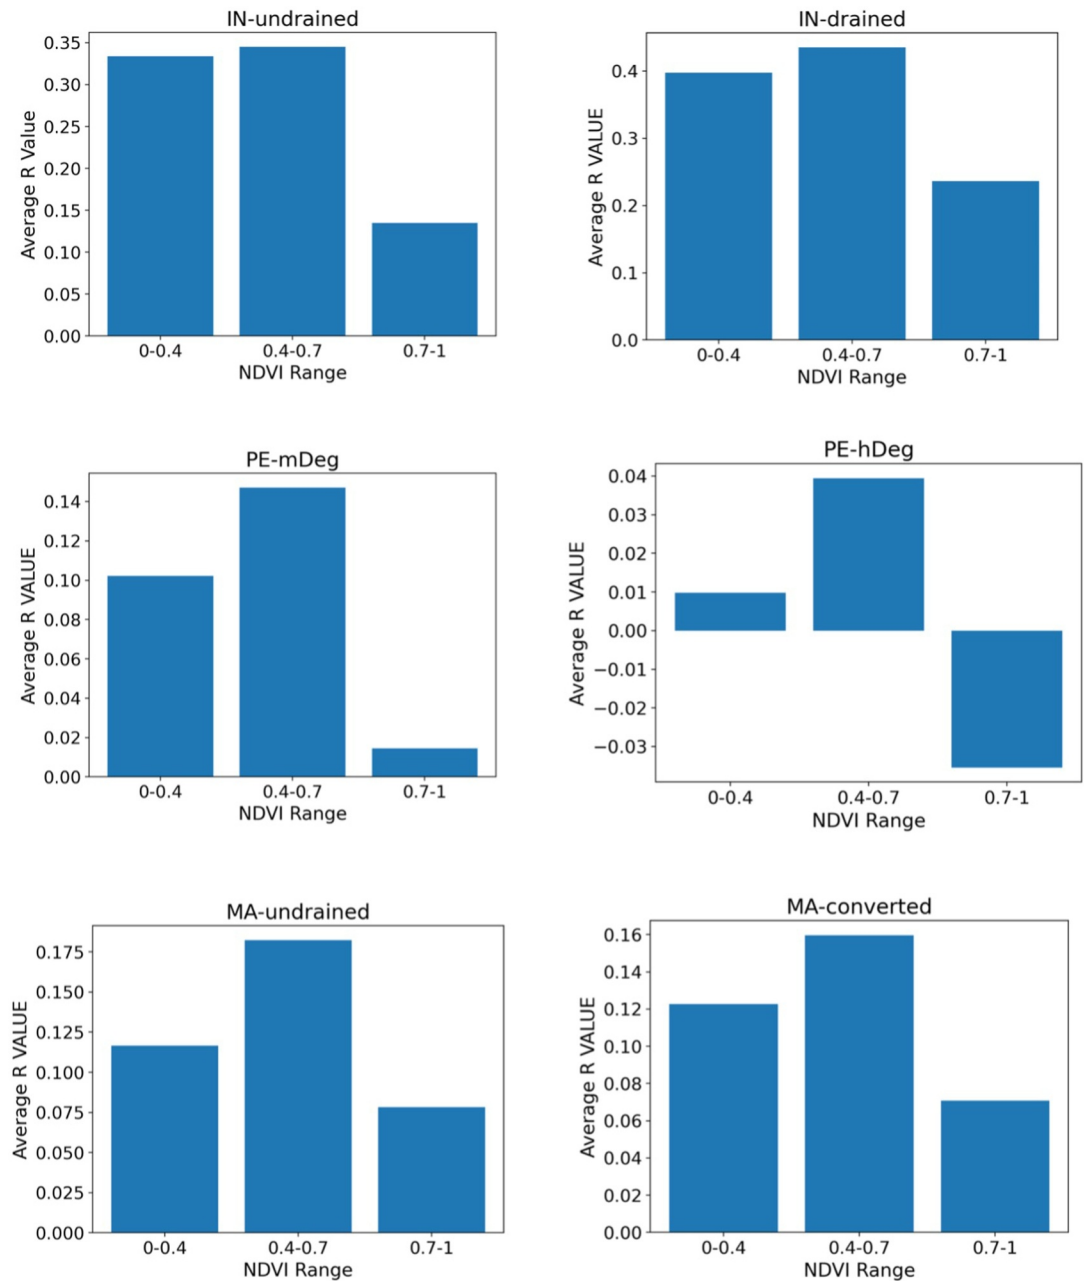 IN-undrained
Average R Value
0.35
0.30
0.25
0.20
0.15
0.10
0.05
0.00
0-0.4 0.4-0.7 0.7-1
NDVI Range
IN-drained
Average R VALUE
0.4
0.3
0.2
0.1
0.0
0-0.4 0.4-0.7 0.7-1
NDVI Range
PE-mDeg
Average R VALUE
0.14
0.12
0.10
0.08
0.06
0.04
0.02
0.00
0-0.4 0.4-0.7 0.7-1
NDVI Range
PE-hDeg
Average R VALUE
0.04
0.03
0.02
0.01
0.00
−0.01
−0.02
−0.03
0-0.4 0.4-0.7 0.7-1
NDVI Range
MA-undrained
Average R VALUE
0.175
0.150
0.125
0.100
0.075
0.050
0.025
0.000
0-0.4 0.4-0.7 0.7-1
NDVI Range
MA-converted
Average R VALUE
0.16
0.14
0.12
0.10
0.08
0.06
0.04
0.02
0.00
0-0.4 0.4-0.7 0.7-1
NDVI Range